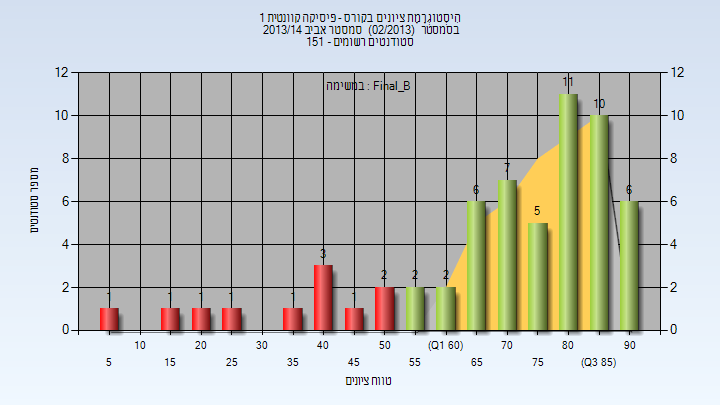 היסטוגרמת ציונים בקורס - פיסיקה קוונטית 1
בסמסטר (02/2013) סמסטר אביב 2013/14
סטודנטים רשומים - 151
במשימה : Final_B
12 12
10 10
8 8
6 6
4 4
2 2
0 0
מספר סטודנטים
1 1 1 1 1 3 1 2 2 2 6 7 5 11 10 6
10 20 30 40 50 (Q1 60) 70 80 90
5 15 25 35 45 55 65 75 (Q3 85)
טווח ציונים